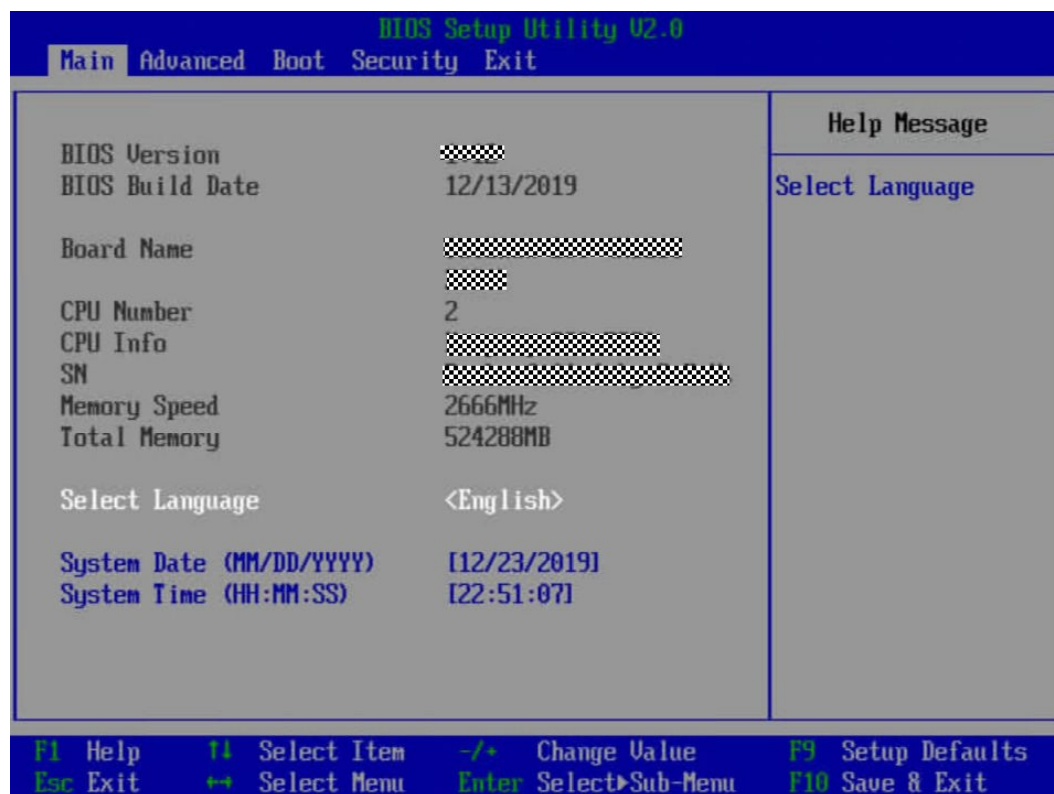 BIOS Setup Utility V2.0
Main Advanced Boot Security Exit
Help Message
Select Language
BIOS Version
BIOS Build Date 12/13/2019
Board Name
CPU Number 2
CPU Info
SN
Memory Speed 2666MHz
Total Memory 524288MB
Select Language <English>
System Date (MM/DD/YYYY) [12/23/2019]
System Time (HH:MM:SS) [22:51:07]
F1 Help ↑↓ Select Item -/+ Change Value F9 Setup Defaults
Esc Exit ↔ Select Menu Enter Select▶Sub-Menu F10 Save & Exit